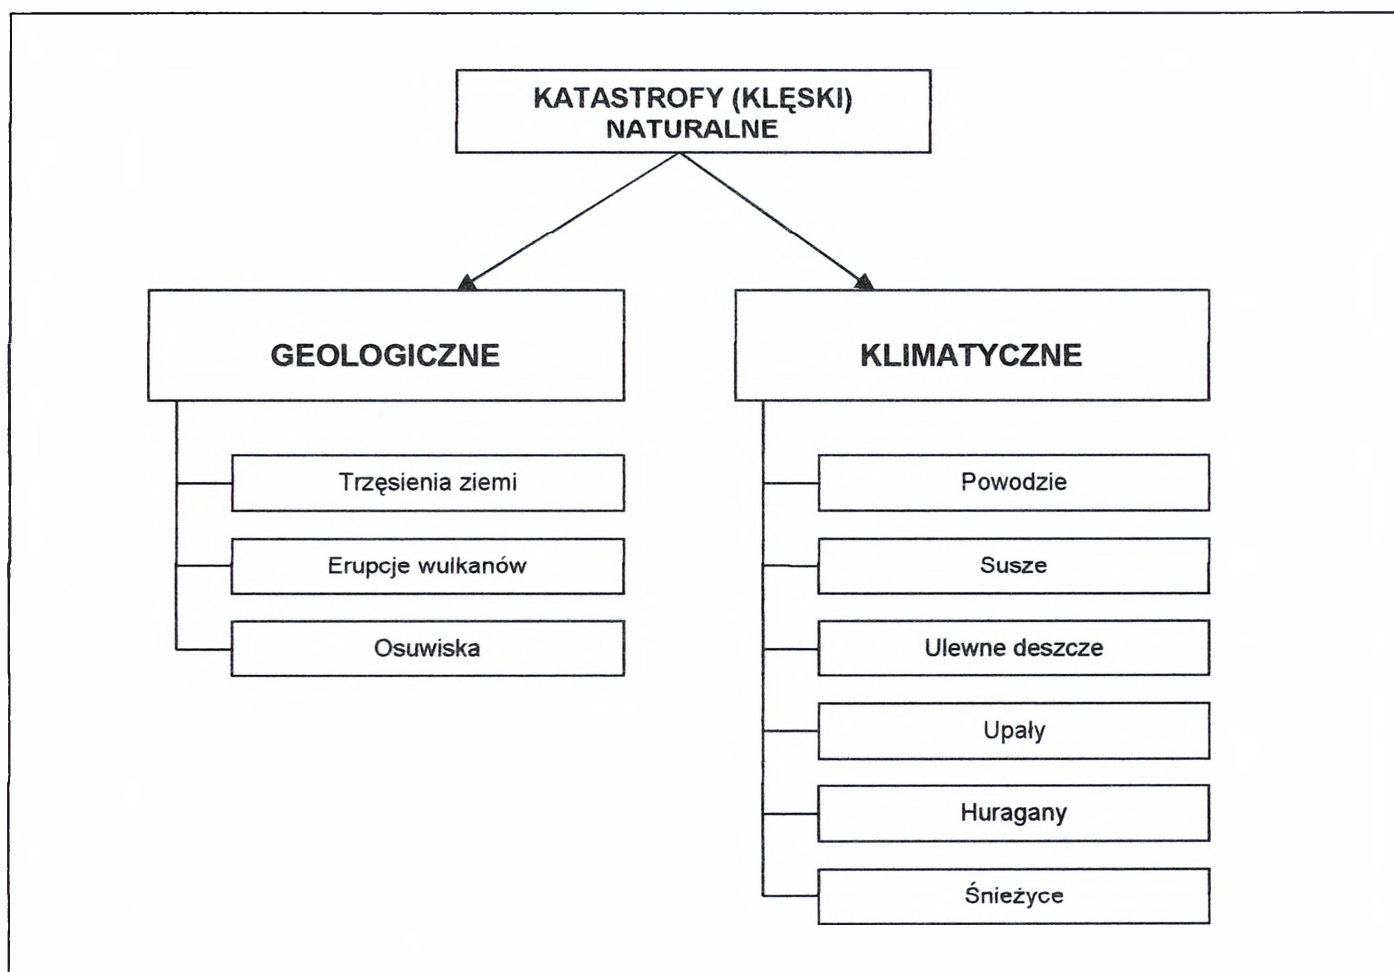 KATASTROFY (KLĘSKI)
NATURALNE
GEOLOGICZNE
Trzęsienia ziemi
Erupcje wulkanów
Osuwiska
KLIMATYCZNE
Powodzie
Susze
Ulewne deszcze
Upały
Huragany
Śnieżyce